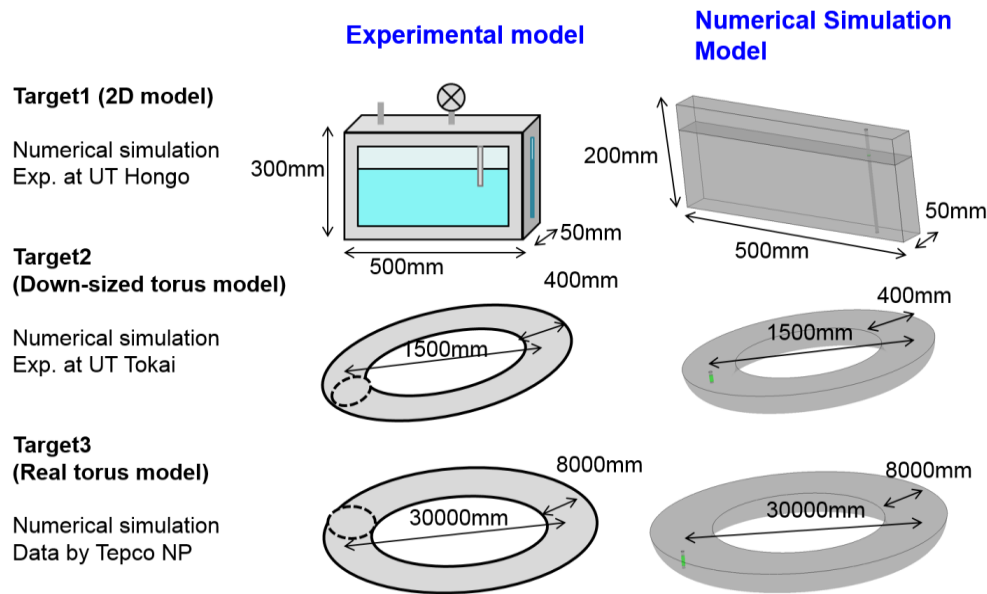 Experimental model
Numerical Simulation
Model
Target1 (2D model)
Numerical simulation
Exp. at UT Hongo
300mm
500mm
50mm
200mm
500mm
50mm
Target2
(Down-sized torus model)
Numerical simulation
Exp. at UT Tokai
400mm
1500mm
400mm
1500mm
Target3
(Real torus model)
Numerical simulation
Data by Tepco NP
8000mm
30000mm
8000mm
30000mm